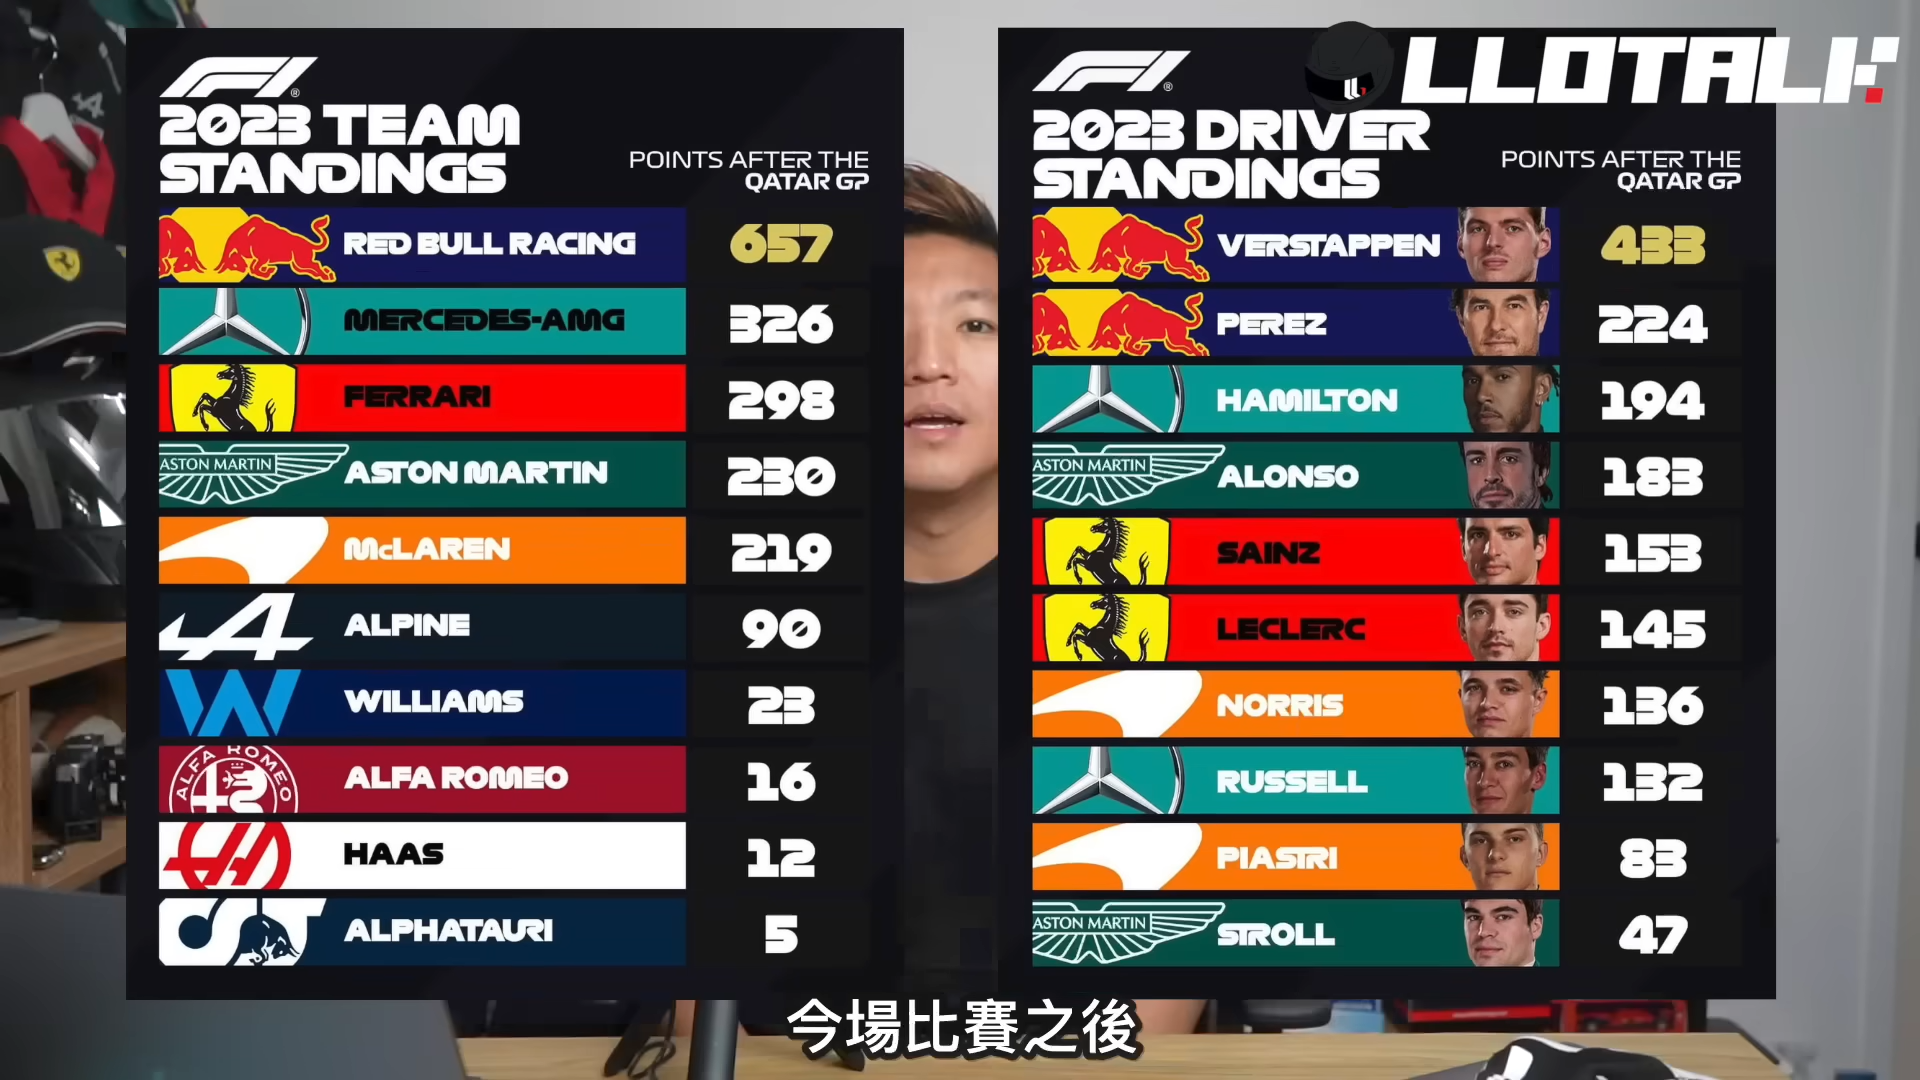 LLOTALK
F1
2023 TEAM
STANDINGS
POINTS AFTER THE
QATAR GP
RED BULL RACING 657
MERCEDES-AMG 326
FERRARI 298
ASTON MARTIN ASTON MARTIN 230
McLAREN 219
ALPINE 90
WILLIAMS 23
ALFA ROMEO ALFA ROMEO 16
HAAS 12
ALPHATAURI 5
F1
2023 DRIVER
STANDINGS
POINTS AFTER THE
QATAR GP
VERSTAPPEN 433
PEREZ 224
HAMILTON 194
ASTON MARTIN ALONSO 183
SAINZ 153
LECLERC 145
NORRIS 136
RUSSELL 132
PIASTRI 83
ASTON MARTIN STROLL 47
今場比賽之後